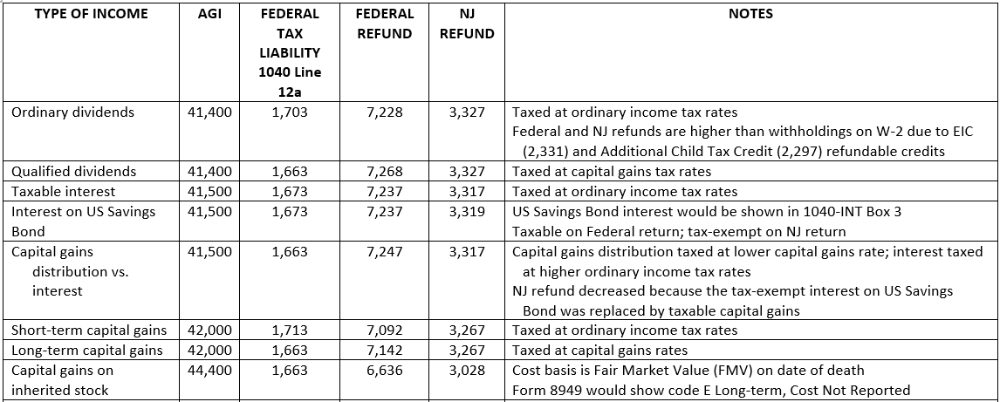 TYPE OF INCOME AGI FEDERAL TAX LIABILITY 1040 Line 12a FEDERAL REFUND NJ REFUND NOTES
Ordinary dividends 41,400 1,703 7,228 3,327 Taxed at ordinary income tax rates
Federal and NJ refunds are higher than withholdings on W-2 due to EIC
(2,331) and Additional Child Tax Credit (2,297) refundable credits
Qualified dividends 41,400 1,663 7,268 3,327 Taxed at capital gains tax rates
Taxable interest 41,500 1,673 7,237 3,317 Taxed at ordinary income tax rates
Interest on US Savings 41,500 1,673 7,237 3,319 US Savings Bond interest would be shown in 1040-INT Box 3
Bond Taxable on Federal return; tax-exempt on NJ return
Capital gains 41,500 1,663 7,247 3,317 Capital gains distribution taxed at lower capital gains rate; interest taxed
distribution vs. at higher ordinary income tax rates
interest NJ refund decreased because the tax-exempt interest on US Savings
Bond was replaced by taxable capital gains
Short-term capital gains 42,000 1,713 7,092 3,267 Taxed at ordinary income tax rates
Long-term capital gains 42,000 1,663 7,142 3,267 Taxed at capital gains rates
Capital gains on 44,400 1,663 6,636 3,028 Cost basis is Fair Market Value (FMV) on date of death
inherited stock Form 8949 would show code E Long-term, Cost Not Reported